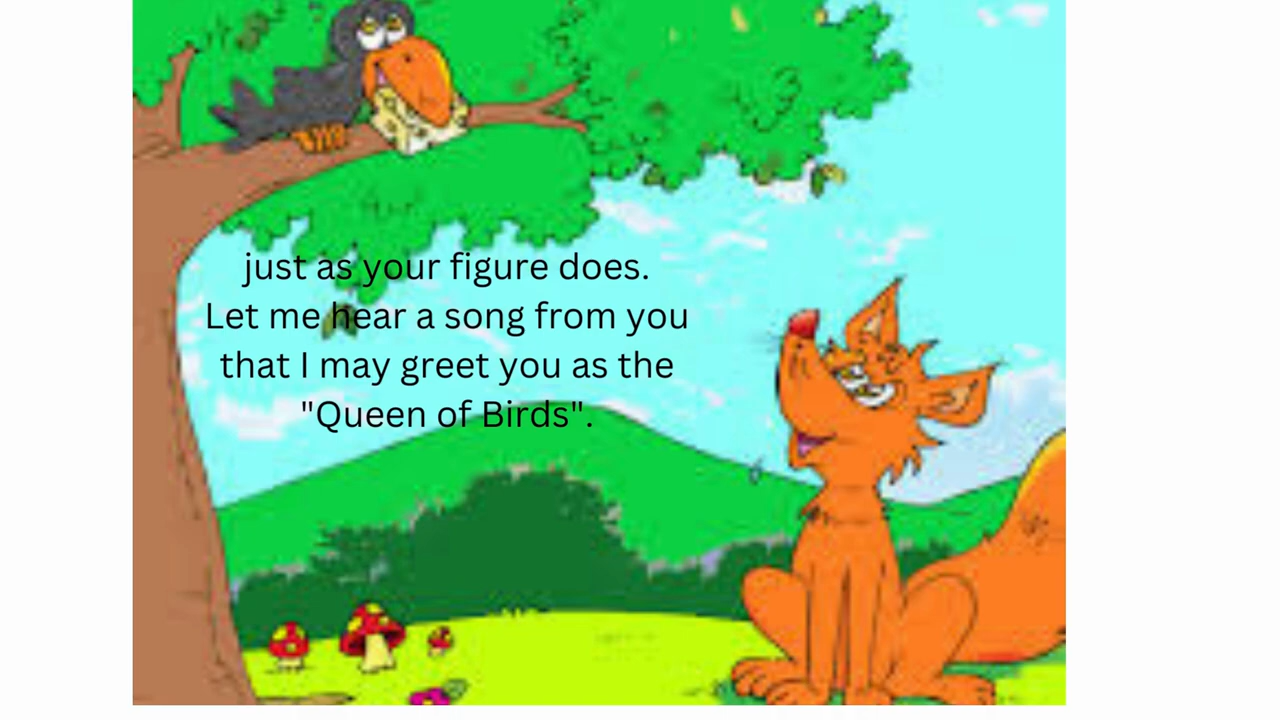 just as your figure does.
Let me hear a song from you
that I may greet you as the
"Queen of Birds".